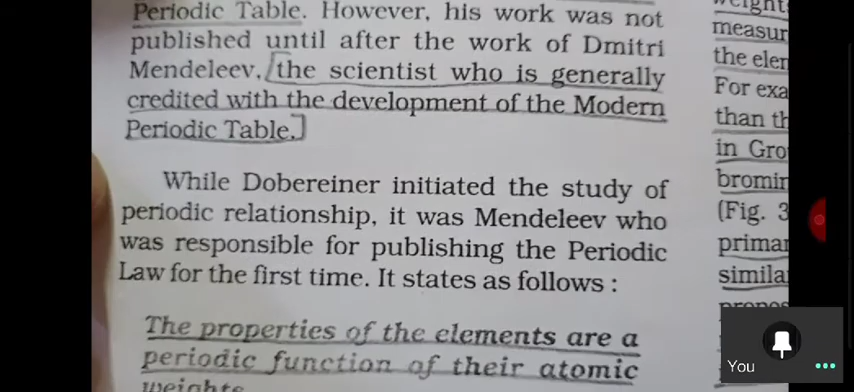 Periodic Table. However, his work was not
published until after the work of Dmitri
Mendeleev, the scientist who is generally
credited with the development of the Modern
Periodic Table.
While Dobereiner initiated the study of
periodic relationship, it was Mendeleev who
was responsible for publishing the Periodic
Law for the first time. It states as follows :
The properties of the elements are a
periodic function of their atomic
weights
measur
the eler
For exa
than th
in Gro
bromin
(Fig. 3
primar
simila
You